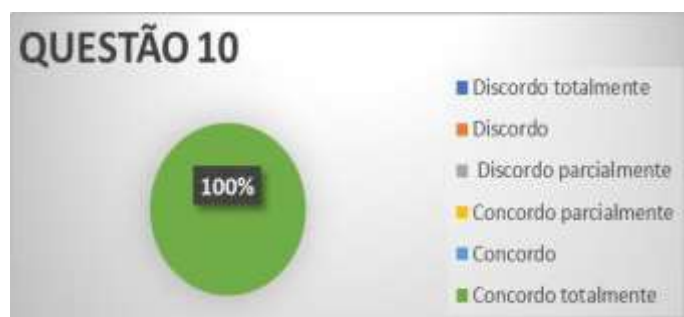 QUESTÃO 10
100%
Discordo totalmente
Discordo
Discordo parcialmente
Concordo parcialmente
Concordo
Concordo totalmente